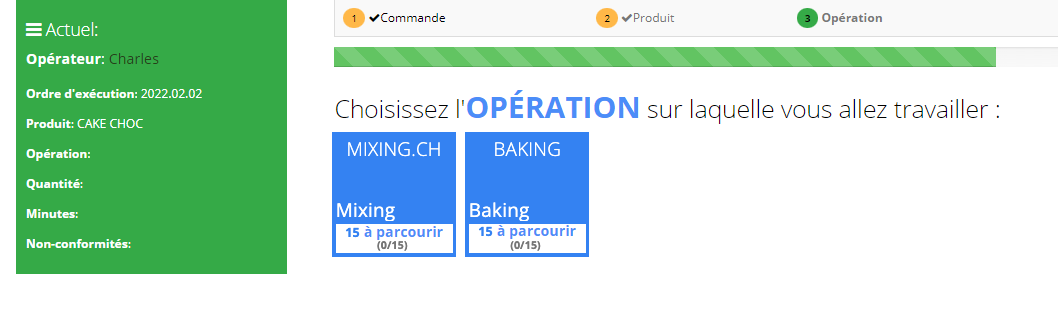 Actuel:
Opérateur: Charles
Ordre d'exécution: 2022.02.02
Produit: CAKE CHOC
Opération:
Quantité:
Minutes:
Non-conformités:
1 Commande
2 Produit
3 Opération
Choisissez l'OPÉRATION sur laquelle vous allez travailler :
MIXING.CH
Mixing
15 à parcourir
(0/15)
BAKING
Baking
15 à parcourir
(0/15)